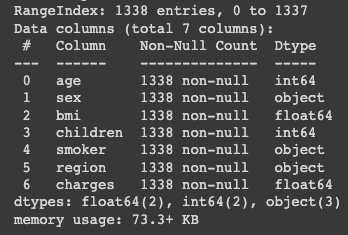 RangeIndex: 1338 entries, 0 to 1337
Data columns (total 7 columns):
 #   Column    Non-Null Count  Dtype
---  ------    --------------  -----
 0   age       1338 non-null   int64
 1   sex       1338 non-null   object
 2   bmi       1338 non-null   float64
 3   children  1338 non-null   int64
 4   smoker    1338 non-null   object
 5   region    1338 non-null   object
 6   charges   1338 non-null   float64
dtypes: float64(2), int64(2), object(3)
memory usage: 73.3+ KB